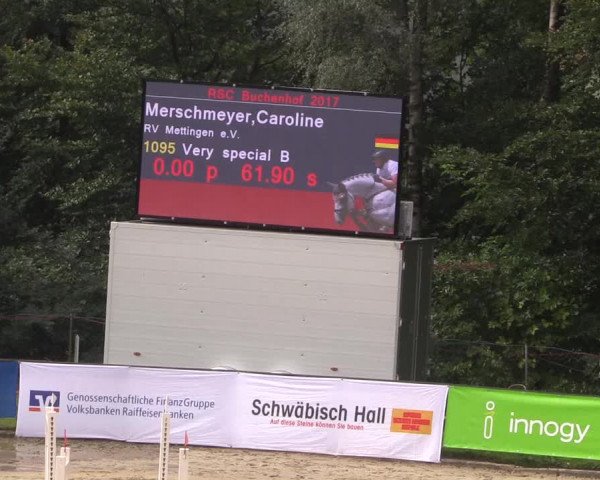 RSC Buchenhof 2017
Merschmeyer,Caroline
RV Mettingen e.V.
1095 Very special B
0.00 p 61.90 s
Genossenschaftliche FinanzGruppe
Volksbanken Raiffeisenbanken
Schwäbisch Hall
Auf diese Steine können Sie bauen
innogy